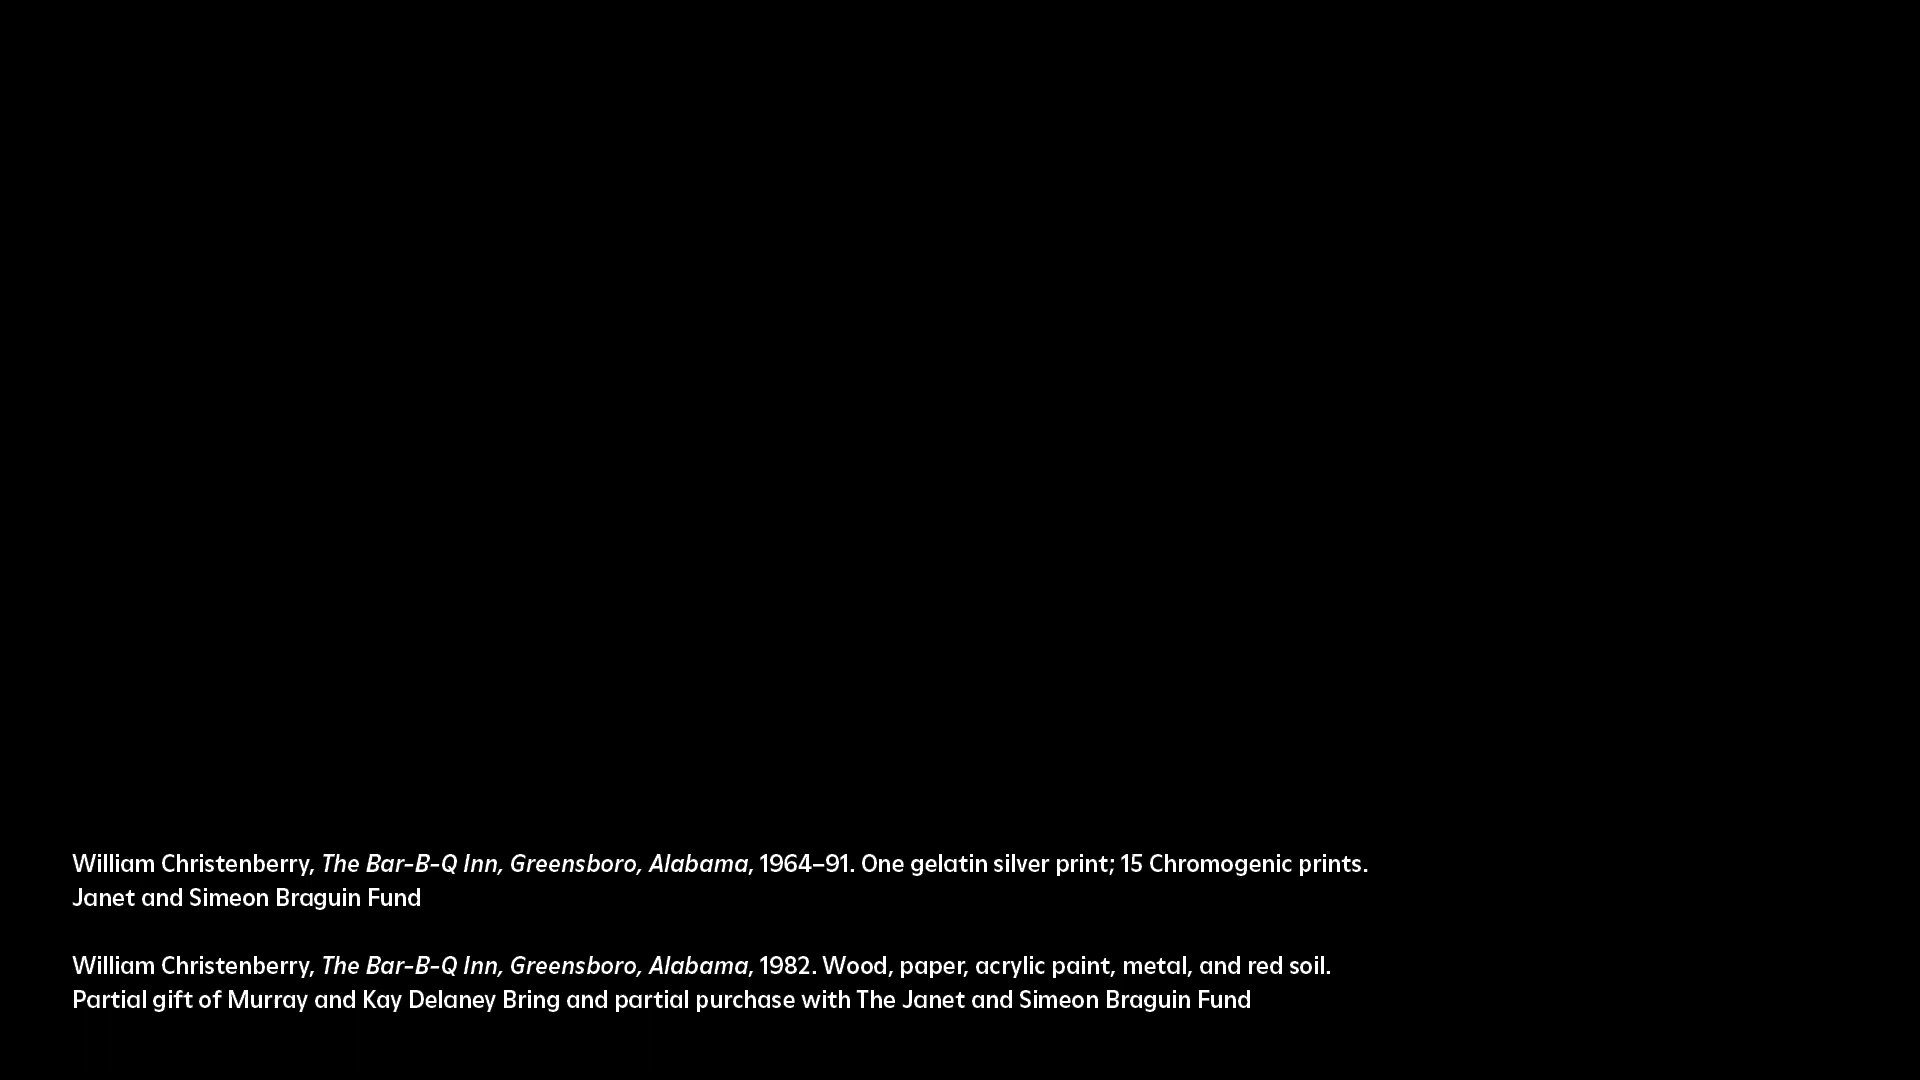 William Christenberry, The Bar-B-Q Inn, Greensboro, Alabama, 1964–91. One gelatin silver print; 15 Chromogenic prints.
Janet and Simeon Braguin Fund
William Christenberry, The Bar-B-Q Inn, Greensboro, Alabama, 1982. Wood, paper, acrylic paint, metal, and red soil.
Partial gift of Murray and Kay Delaney Bring and partial purchase with The Janet and Simeon Braguin Fund